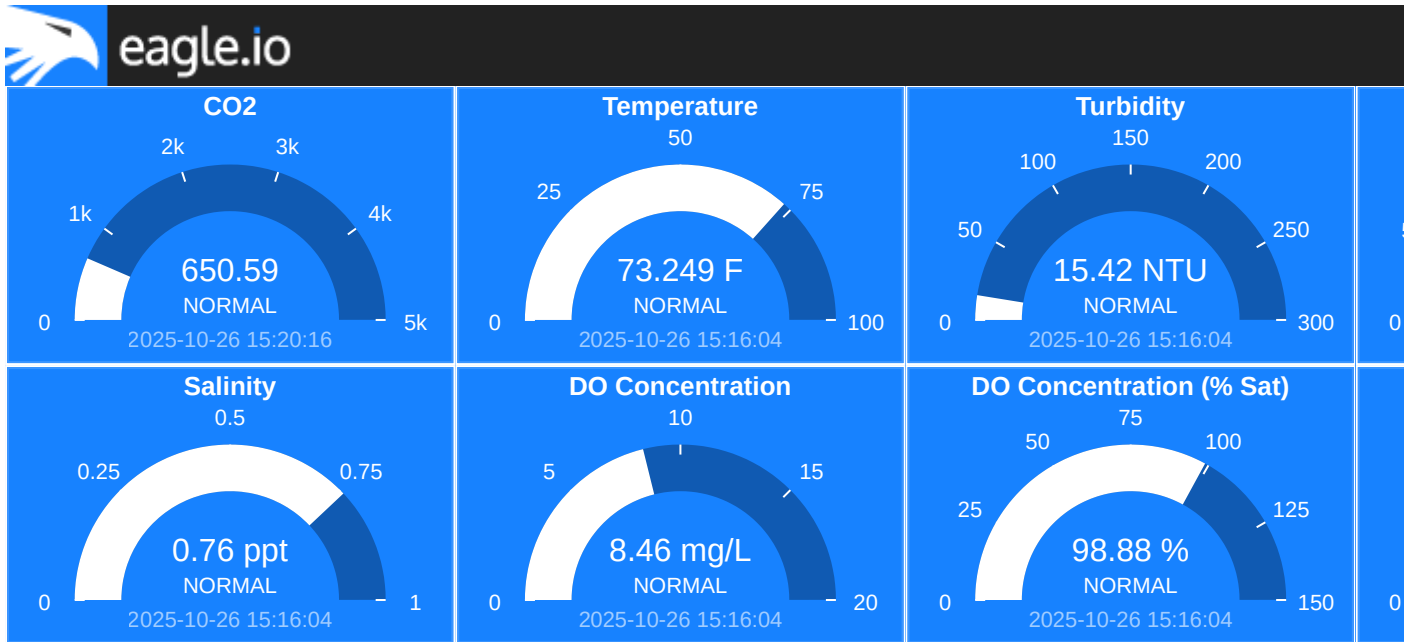 eagle.io
CO2
2k 3k
1k 4k
650.59
NORMAL
0 5k
2025-10-26 15:20:16
Temperature
50
25 75
73.249 F
NORMAL
0 100
2025-10-26 15:16:04
Turbidity
150
100 200
50 250
15.42 NTU
NORMAL
0 300
2025-10-26 15:16:04
0
Salinity
0.5
0.25 0.75
0.76 ppt
NORMAL
0 1
2025-10-26 15:16:04
DO Concentration
10
5 15
8.46 mg/L
NORMAL
0 20
2025-10-26 15:16:04
DO Concentration (% Sat)
75
50 100
25 125
98.88 %
NORMAL
0 150
2025-10-26 15:16:04
0